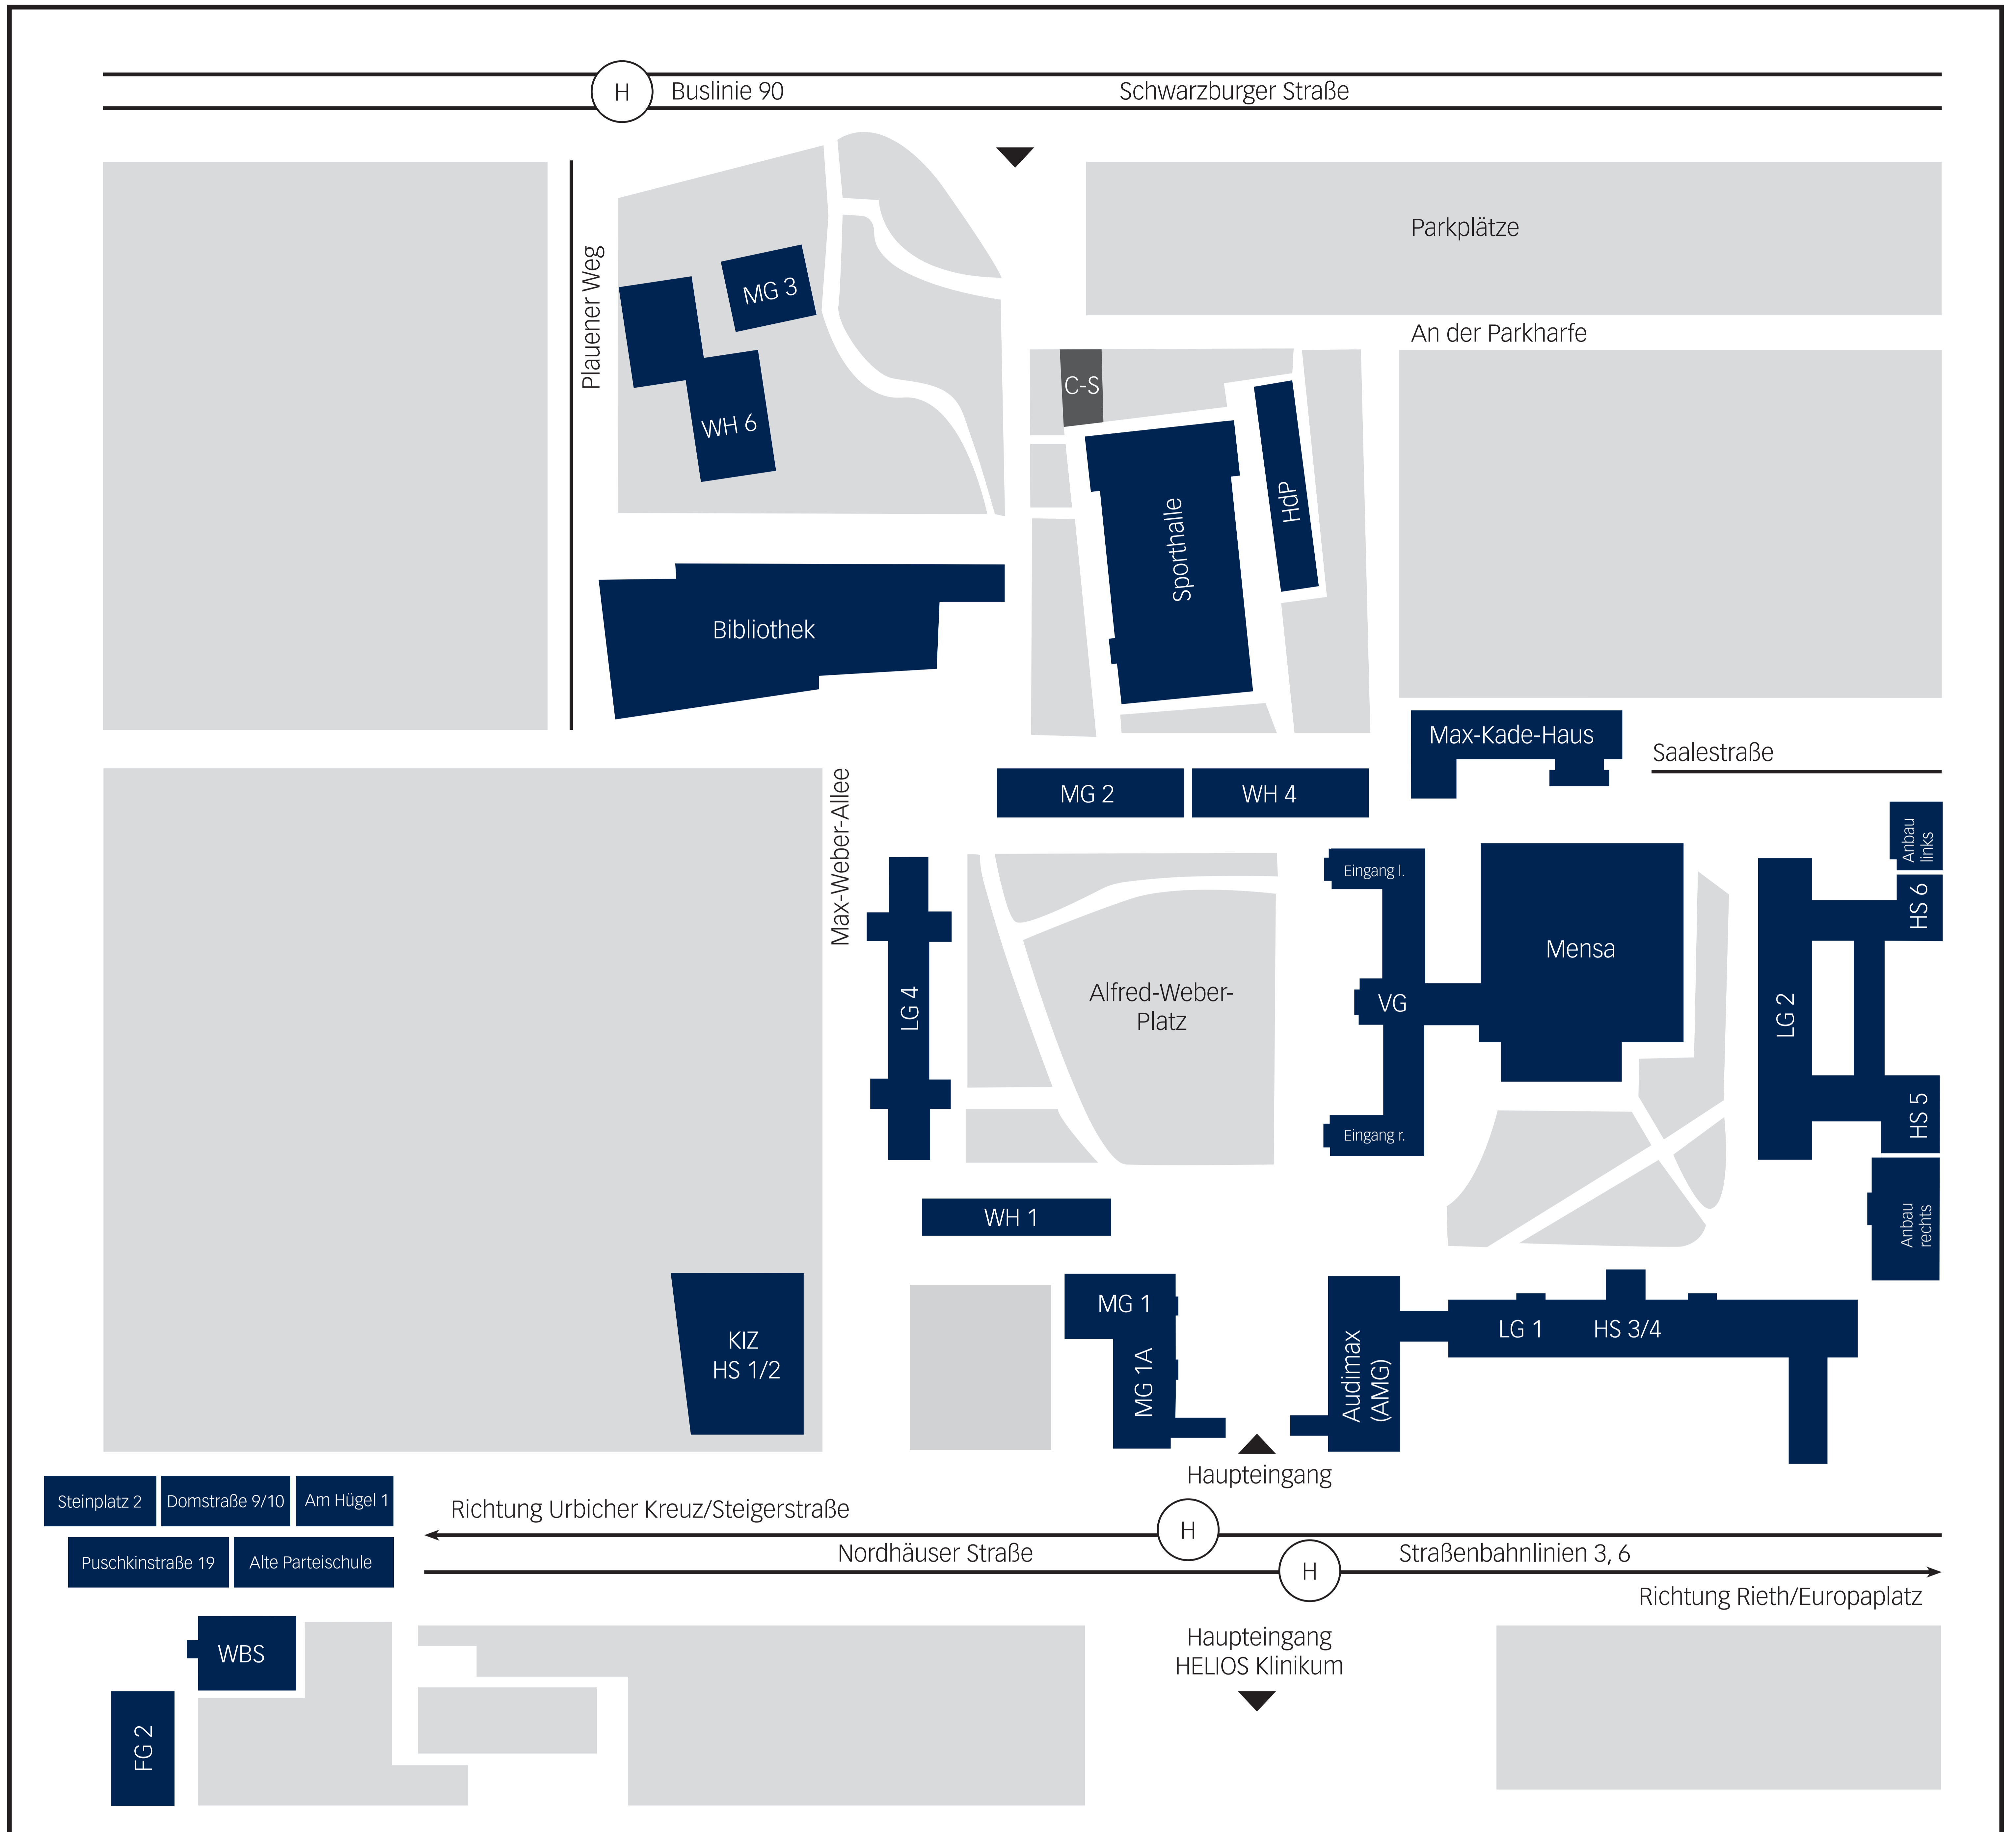 H Buslinie 90 Schwarzburger Straße
Parkplätze
Plauener Weg
MG 3
An der Parkharfe
C-S
WH 6
HdP
Sporthalle
Bibliothek
Max-Kade-Haus
Saalestraße
MG 2
WH 4
Max-Weber-Allee
Anbau
links
Eingang l.
HS 6
Mensa
LG 4
Alfred-Weber-
Platz
VG
LG 2
HS 5
Eingang r.
WH 1
Anbau
rechts
MG 1
KIZ
HS 1/2
MG 1A
Audimax
(AMG)
LG 1
HS 3/4
Haupteingang
Steinplatz 2
Domstraße 9/10
Am Hügel 1
Richtung Urbicher Kreuz/Steigerstraße
H
Puschkinstraße 19
Alte Parteischule
Nordhäuser Straße
H
Straßenbahnlinien 3, 6
Richtung Rieth/Europaplatz
Haupteingang
HELIOS Klinikum
WBS
FG 2